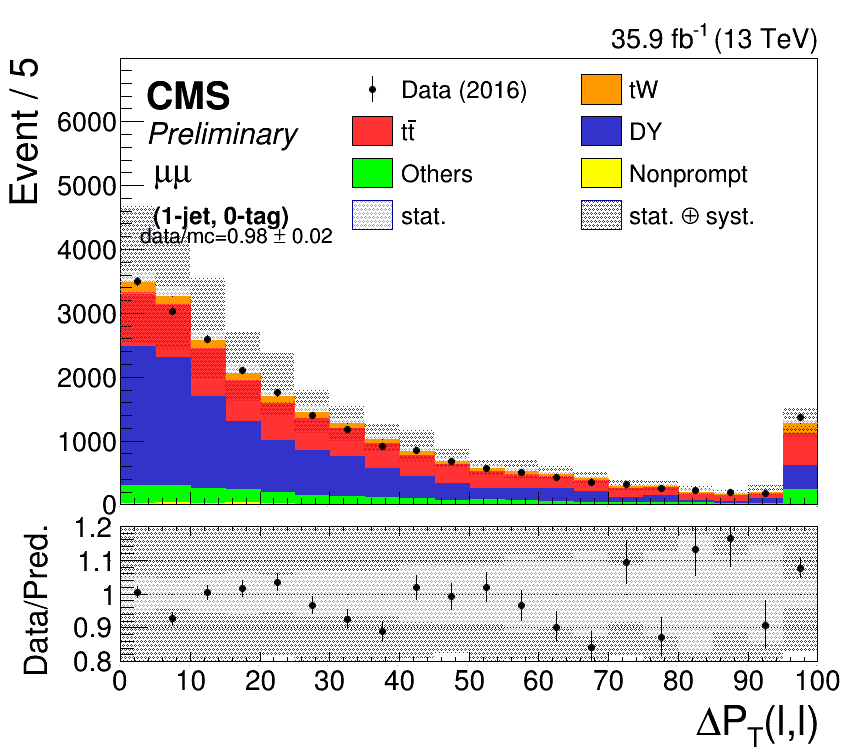 35.9 fb⁻¹ (13 TeV)
Event / 5
CMS
Preliminary
μμ
(1-jet, 0-tag)
data/mc=0.98 ± 0.02
Data (2016)
tW
tt̄
DY
Others
Nonprompt
stat.
stat. ⊕ syst.
6000
5000
4000
3000
2000
1000
0
Data/Pred.
1.2
1.1
1
0.9
0.8
0 10 20 30 40 50 60 70 80 90 100
ΔP_T(l,l)